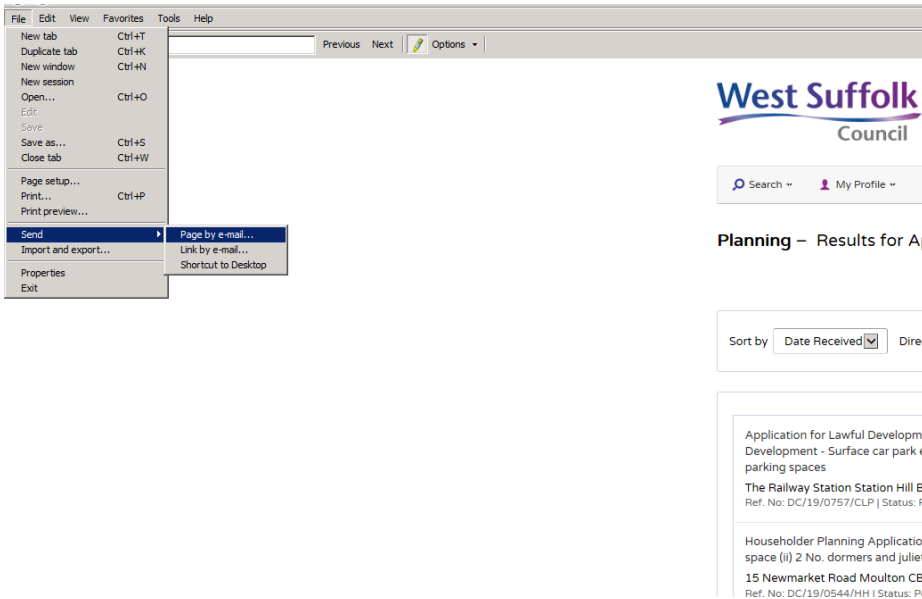 File Edit View Favorites Tools Help
New tab Ctrl+T
Duplicate tab Ctrl+K
New window Ctrl+N
New session
Open... Ctrl+O
Edit
Save
Save as... Ctrl+S
Close tab Ctrl+W
Page setup...
Print... Ctrl+P
Print preview...
Send
Import and export...
Properties
Exit
Page by e-mail...
Link by e-mail...
Shortcut to Desktop
Previous Next Options
West Suffolk
Council
Search My Profile
Planning – Results for A
Sort by Date Received Dire
Application for Lawful Developm
Development - Surface car park e
parking spaces
The Railway Station Station Hill B
Ref. No: DC/19/0757/CLP | Status: P
Householder Planning Applicatio
space (ii) 2 No. dormers and juliet
15 Newmarket Road Moulton CB
Ref. No: DC/19/0544/HH | Status: P